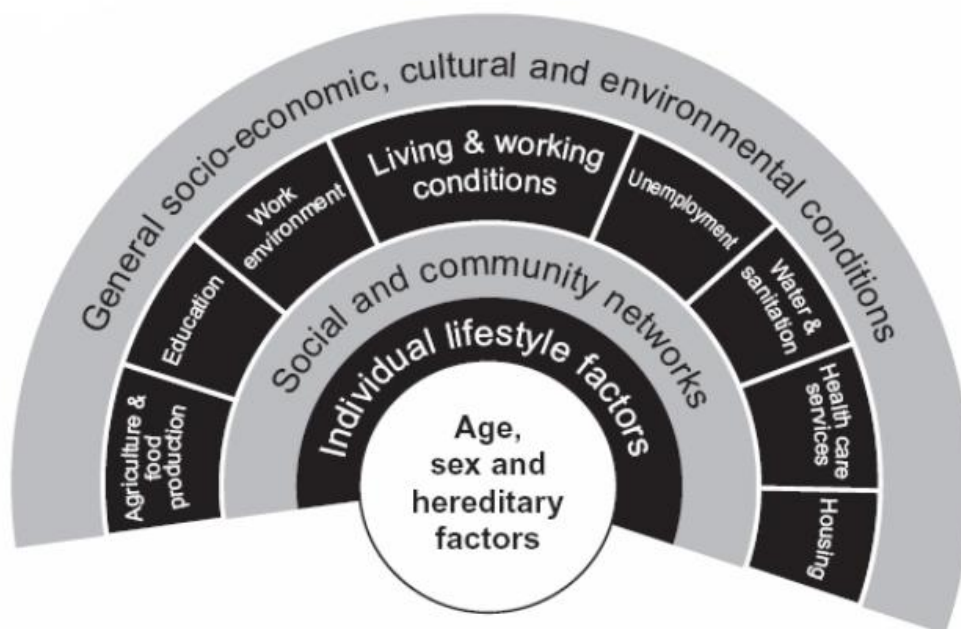 General socio-economic, cultural and environmental conditions
Agriculture &
food
production
Education
Work
environment
Living & working
conditions
Unemployment
Water &
sanitation
Health care
services
Housing
Social and community networks
Individual lifestyle factors
Age,
sex and
hereditary
factors